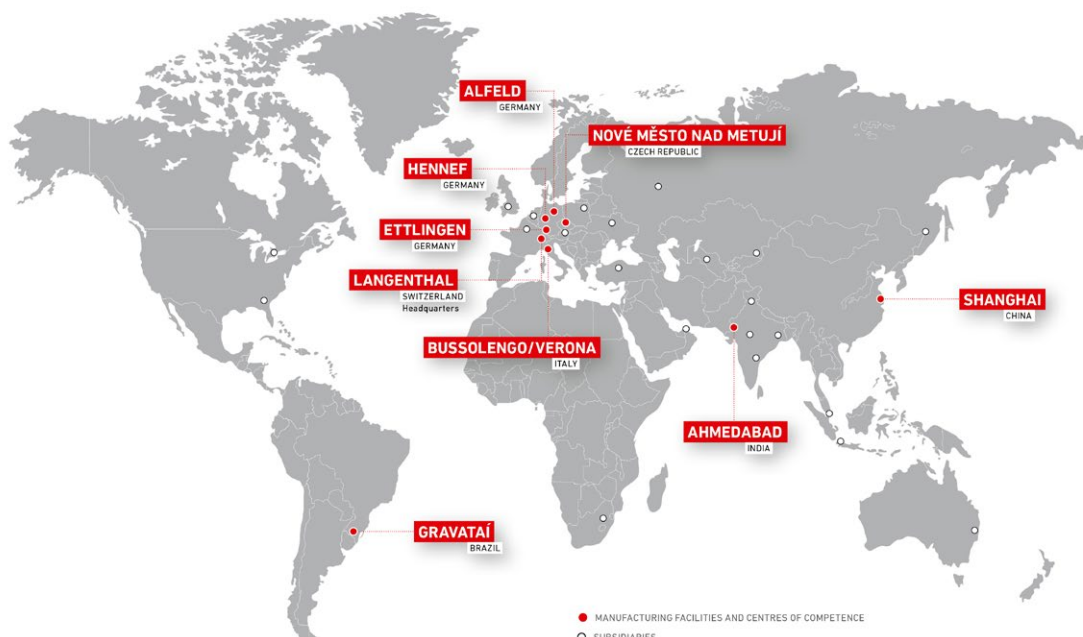 ALFELD
GERMANY
NOVÉ MĚSTO NAD METUJÍ
CZECH REPUBLIC
HENNEF
GERMANY
ETTLINGEN
GERMANY
LANGENTHAL
SWITZERLAND
Headquarters
SHANGHAI
CHINA
BUSSOLENGO/VERONA
ITALY
AHMEDABAD
INDIA
GRAVATAÍ
BRAZIL
MANUFACTURING FACILITIES AND CENTRES OF COMPETENCE
SUBSIDIARIES